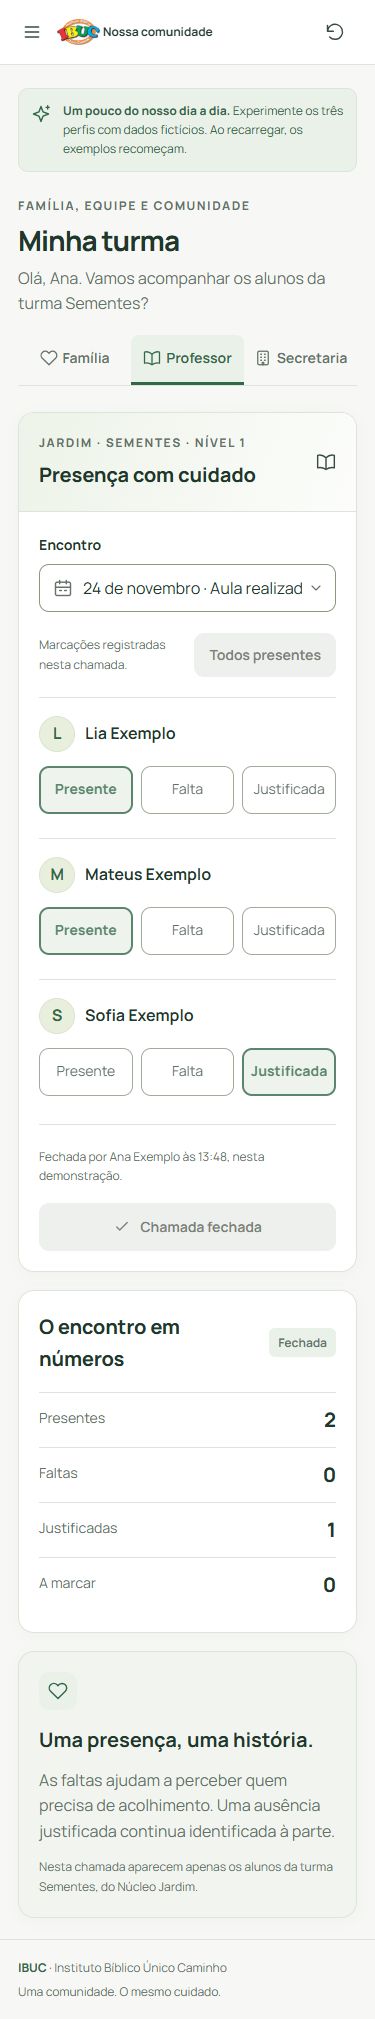 IBUC Nossa comunidade
Um pouco do nosso dia a dia. Experimente os três
perfis com dados fictícios. Ao recarregar, os
exemplos recomeçam.
FAMÍLIA, EQUIPE E COMUNIDADE
Minha turma
Olá, Ana. Vamos acompanhar os alunos da
turma Sementes?
Família Professor Secretaria
JARDIM · SEMENTES · NÍVEL 1
Presença com cuidado
Encontro
24 de novembro · Aula realizad
Marcações registradas
nesta chamada.
Todos presentes
L Lia Exemplo
Presente Falta Justificada
M Mateus Exemplo
Presente Falta Justificada
S Sofia Exemplo
Presente Falta Justificada
Fechada por Ana Exemplo às 13:48, nesta
demonstração.
Chamada fechada
O encontro em
números
Fechada
Presentes 2
Faltas 0
Justificadas 1
A marcar 0
Uma presença, uma história.
As faltas ajudam a perceber quem
precisa de acolhimento. Uma ausência
justificada continua identificada à parte.
Nesta chamada aparecem apenas os alunos da turma
Sementes, do Núcleo Jardim.
IBUC · Instituto Bíblico Único Caminho
Uma comunidade. O mesmo cuidado.